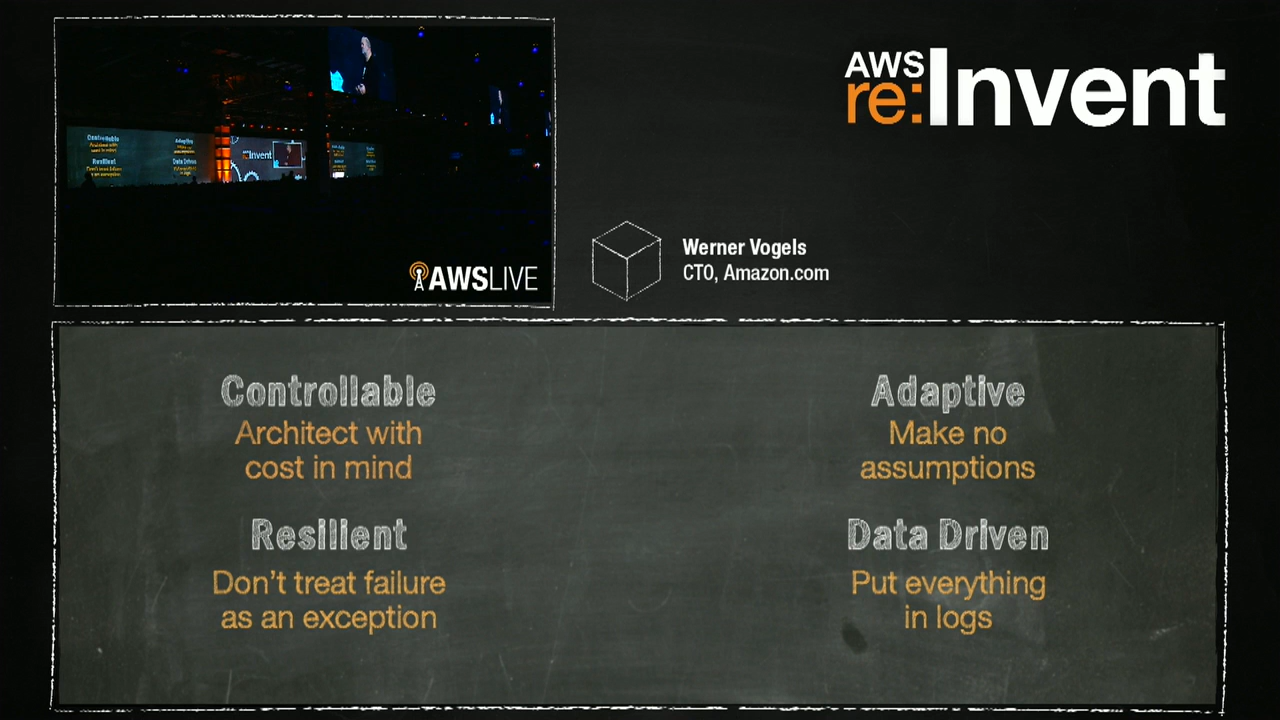 AWS
re:Invent
AWSLIVE
Werner Vogels
CTO, Amazon.com
Controllable
Architect with
cost in mind
Adaptive
Make no
assumptions
Resilient
Don't treat failure
as an exception
Data Driven
Put everything
in logs